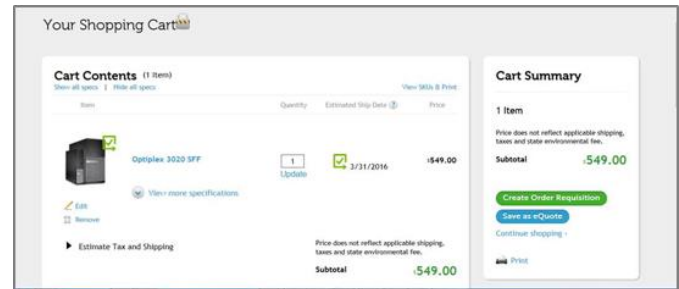 Your Shopping Cart
Cart Contents (1 Item)
Show all specs | Hide all specs
View SKUs & Print
Item Quantity Estimated Ship Date (?) Price
Optiplex 3020 SFF
1
Update
3/31/2016
$549.00
View more specifications
Edit
Remove
Estimate Tax and Shipping
Price does not reflect applicable shipping,
taxes and state environmental fee.
Subtotal $549.00
Cart Summary
1 Item
Price does not reflect applicable shipping,
taxes and state environmental fee.
Subtotal $549.00
Create Order Requisition
Save as eQuote
Continue shopping ›
Print